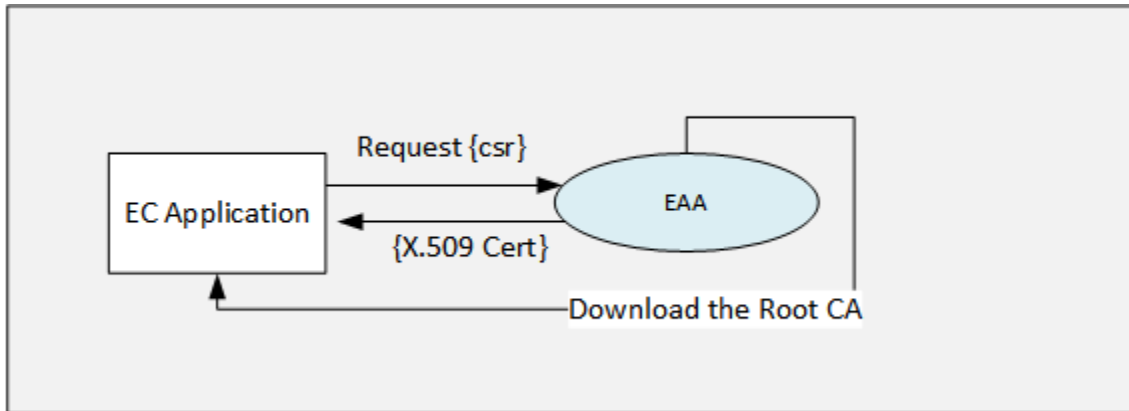 Request {csr}
EC Application
EAA
{X.509 Cert}
Download the Root CA